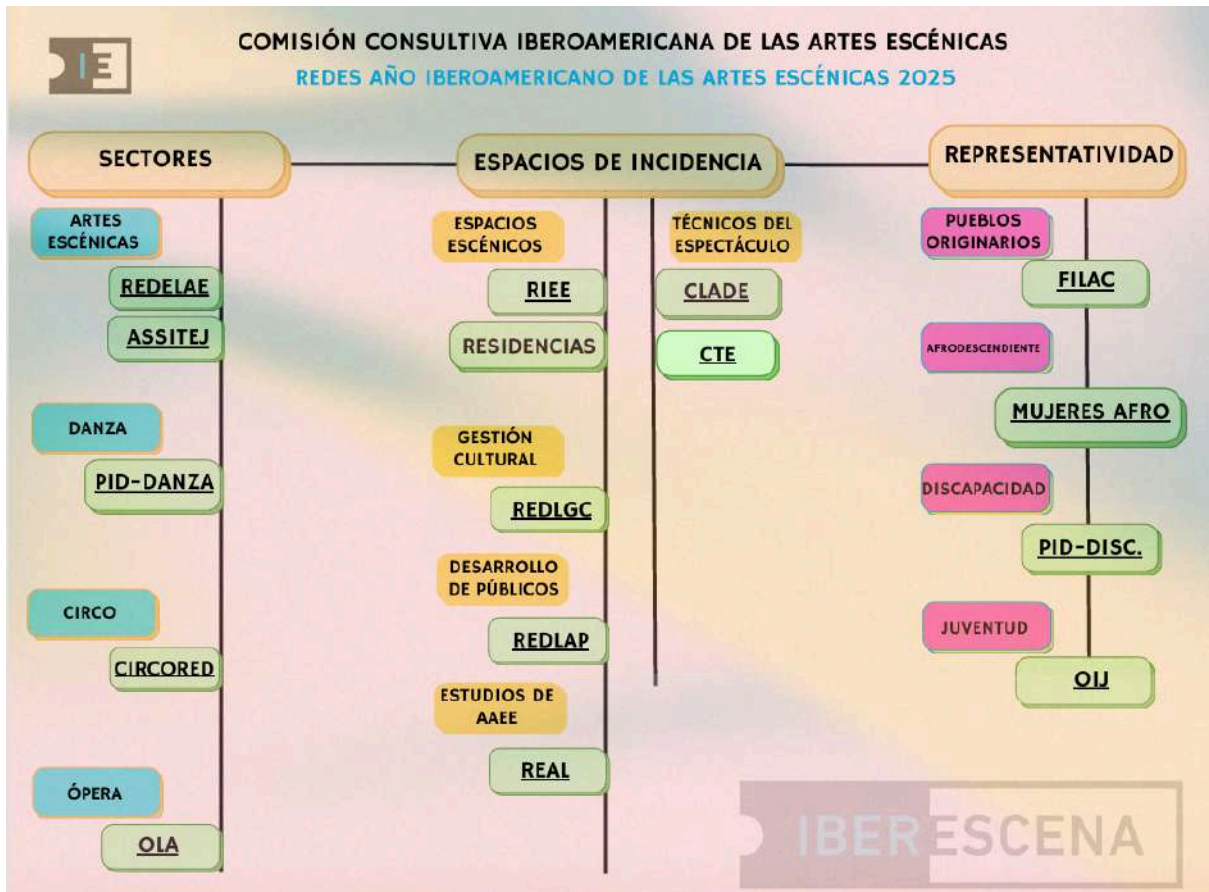 IE
COMISIÓN CONSULTIVA IBEROAMERICANA DE LAS ARTES ESCÉNICAS
REDES AÑO IBEROAMERICANO DE LAS ARTES ESCÉNICAS 2025
SECTORES
ARTES
ESCÉNICAS
REDELAE
ASSITEJ
DANZA
PID-DANZA
CIRCO
CIRCORED
ÓPERA
OLA
ESPACIOS DE INCIDENCIA
ESPACIOS
ESCÉNICOS
RIEE
RESIDENCIAS
GESTIÓN
CULTURAL
REDLGC
DESARROLLO
DE PÚBLICOS
REDLAP
ESTUDIOS DE
AAEE
REAL
TÉCNICOS DEL
ESPECTÁCULO
CLADE
CTE
REPRESENTATIVIDAD
PUEBLOS
ORIGINARIOS
FILAC
AFRODESCENDIENTE
MUJERES AFRO
DISCAPACIDAD
PID-DISC.
JUVENTUD
OIJ
IBERESCENA